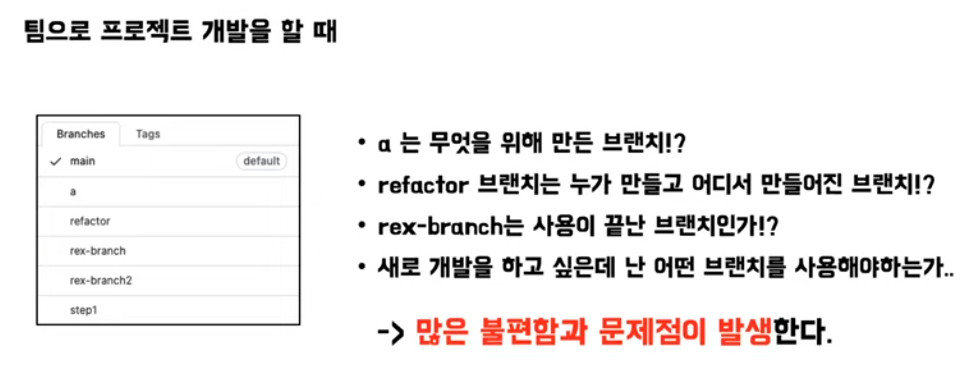 팀으로 프로젝트 개발을 할 때
Branches Tags
✓ main default
a
refactor
rex-branch
rex-branch2
step1
• a 는 무엇을 위해 만든 브랜치!?
• refactor 브랜치는 누가 만들고 어디서 만들어진 브랜치!?
• rex-branch는 사용이 끝난 브랜치인가!?
• 새로 개발을 하고 싶은데 난 어떤 브랜치를 사용해야하는가..
-> 많은 불편함과 문제점이 발생한다.